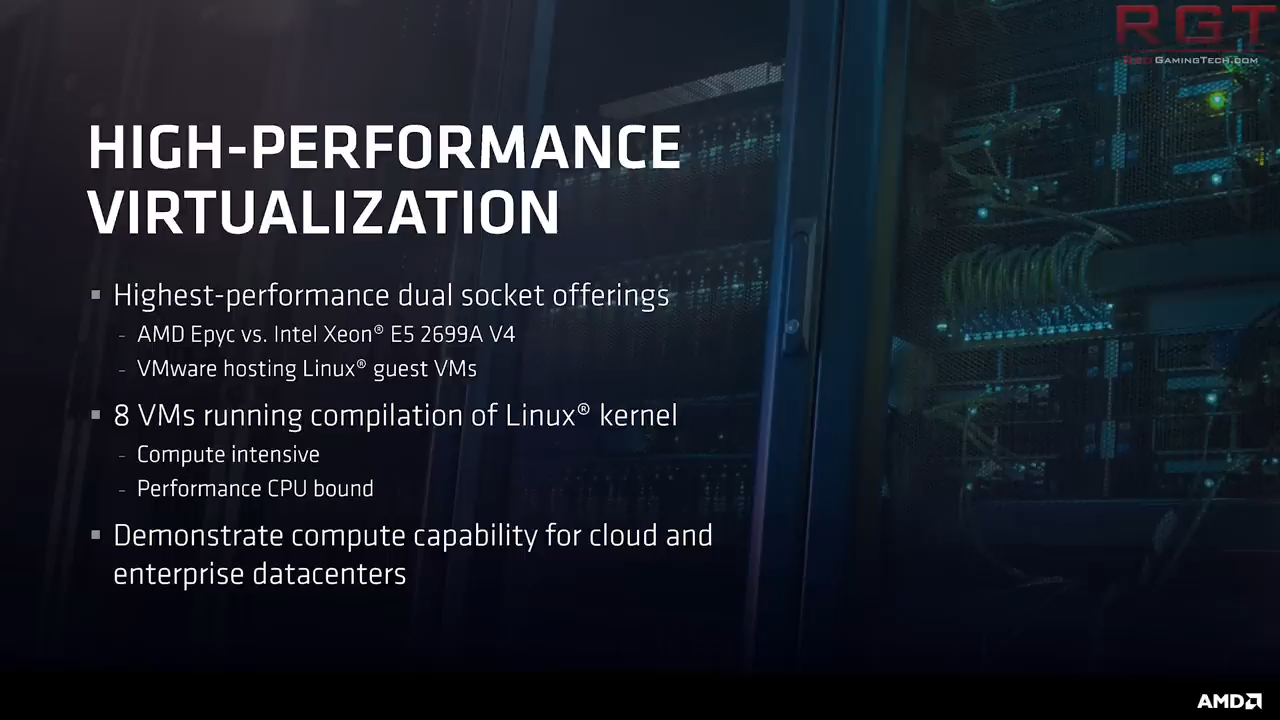 RGT
REDGAMINGTECH.COM
HIGH-PERFORMANCE
VIRTUALIZATION
▪ Highest-performance dual socket offerings
- AMD Epyc vs. Intel Xeon® E5 2699A V4
- VMware hosting Linux® guest VMs
▪ 8 VMs running compilation of Linux® kernel
- Compute intensive
- Performance CPU bound
▪ Demonstrate compute capability for cloud and
enterprise datacenters
AMD